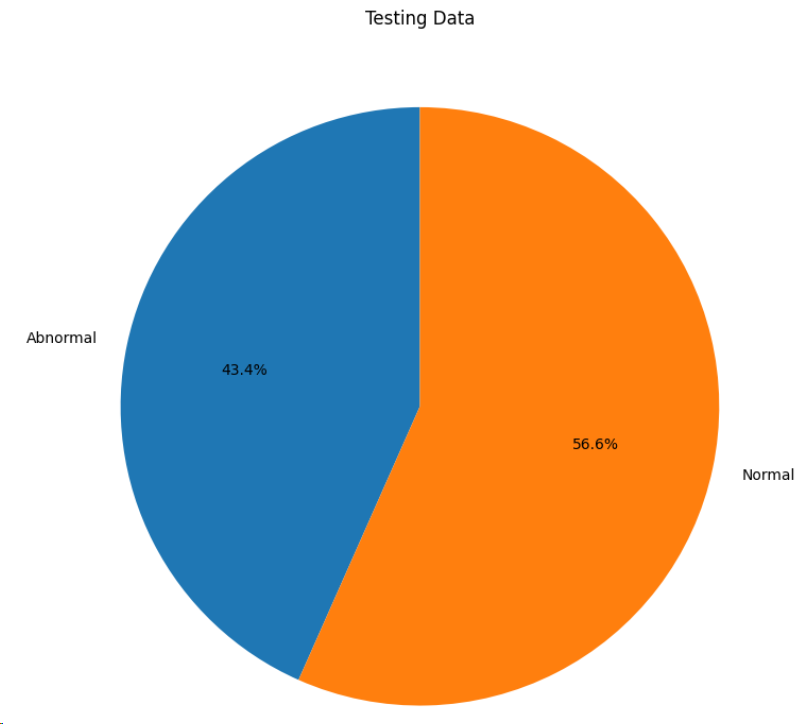 Testing Data
Abnormal
43.4%
56.6%
Normal